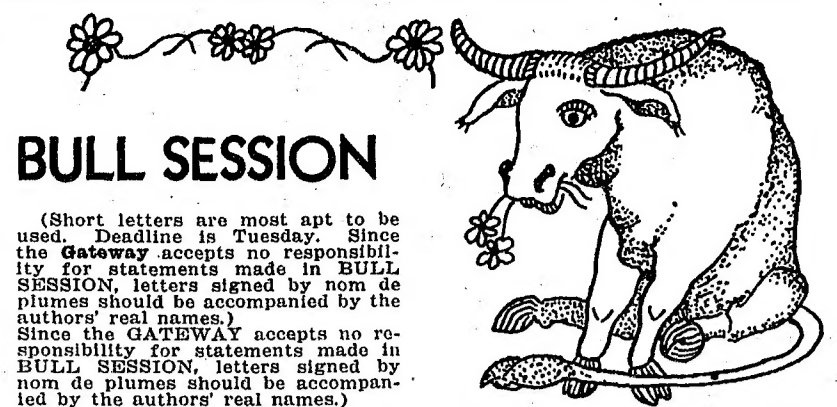 BULL SESSION
(Short letters are most apt to be
used. Deadline is Tuesday. Since
the Gateway accepts no responsibil-
ity for statements made in BULL
SESSION, letters signed by nom de
plumes should be accompanied by the
authors' real names.)
Since the GATEWAY accepts no re-
sponsibility for statements made in
BULL SESSION, letters signed by
nom de plumes should be accompan-
ied by the authors' real names.)